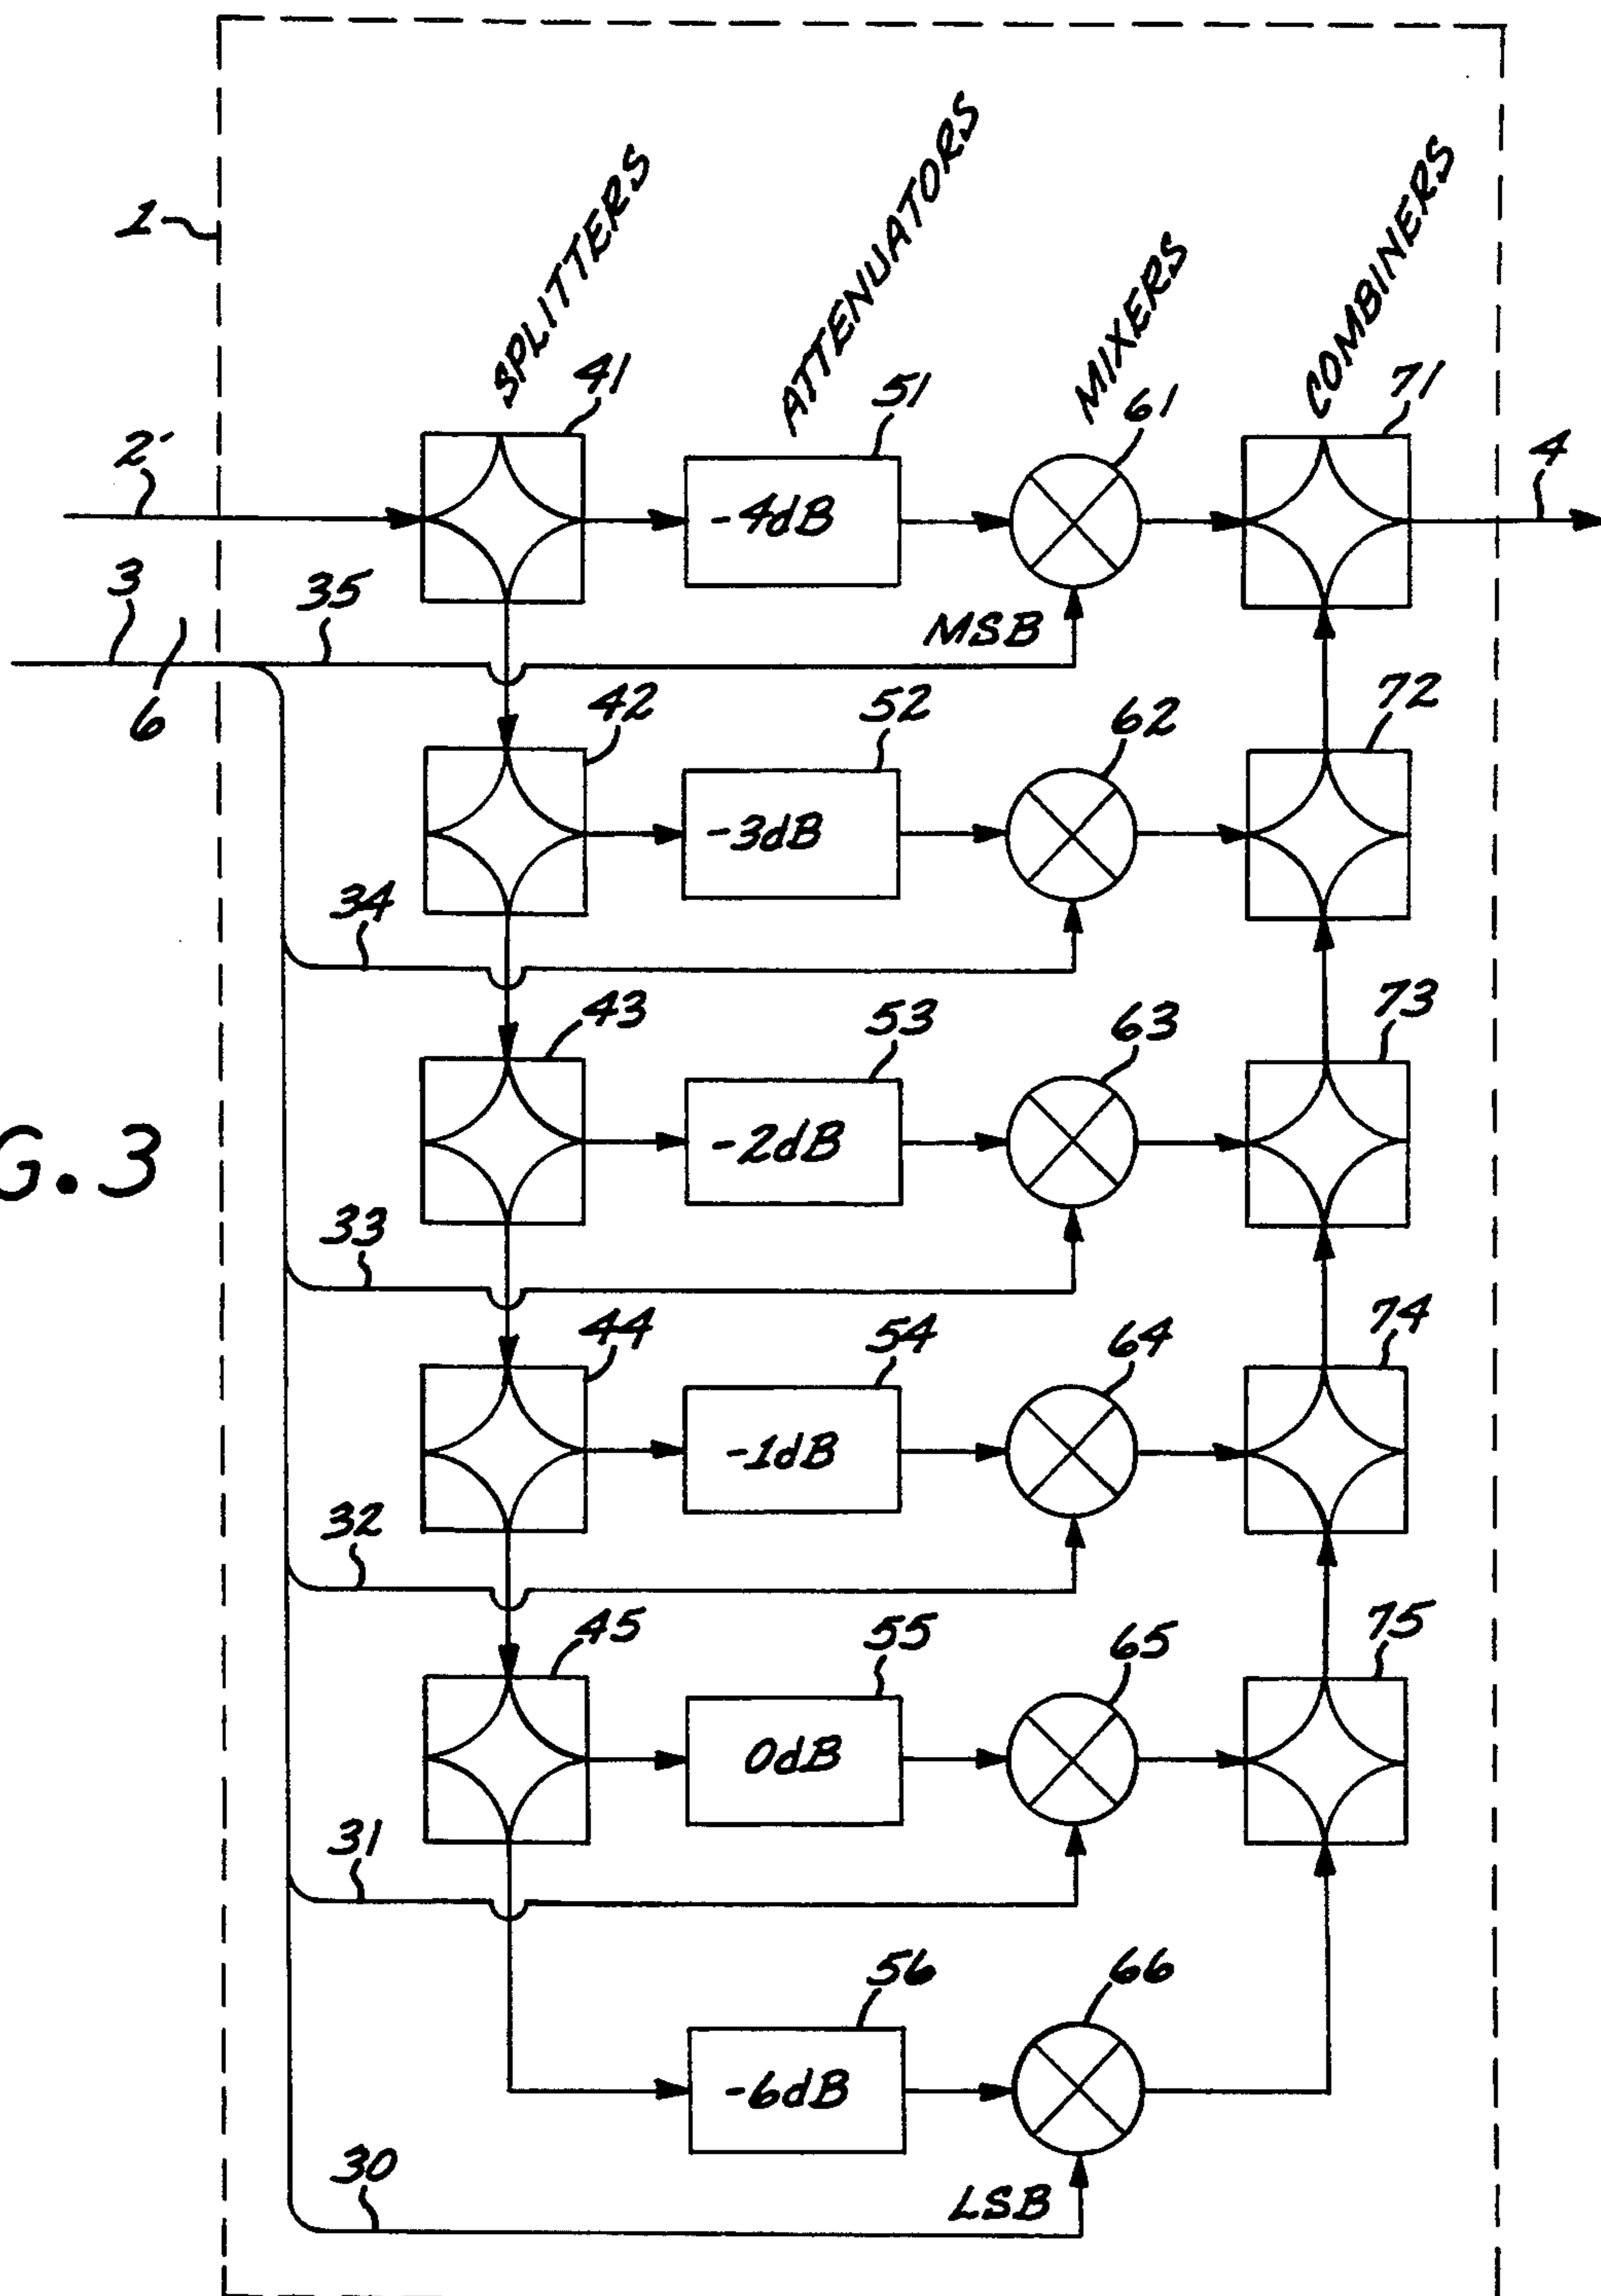 1
SPLITTERS
ATTENUATORS
MIXERS
COMBINERS
41
51
61
71
2
-4dB
4
3
35
MSB
6
42
52
62
72
-3dB
34
43
53
63
73
G.3
-2dB
33
44
54
64
74
-1dB
32
45
55
65
75
0dB
31
56
66
-6dB
30
LSB